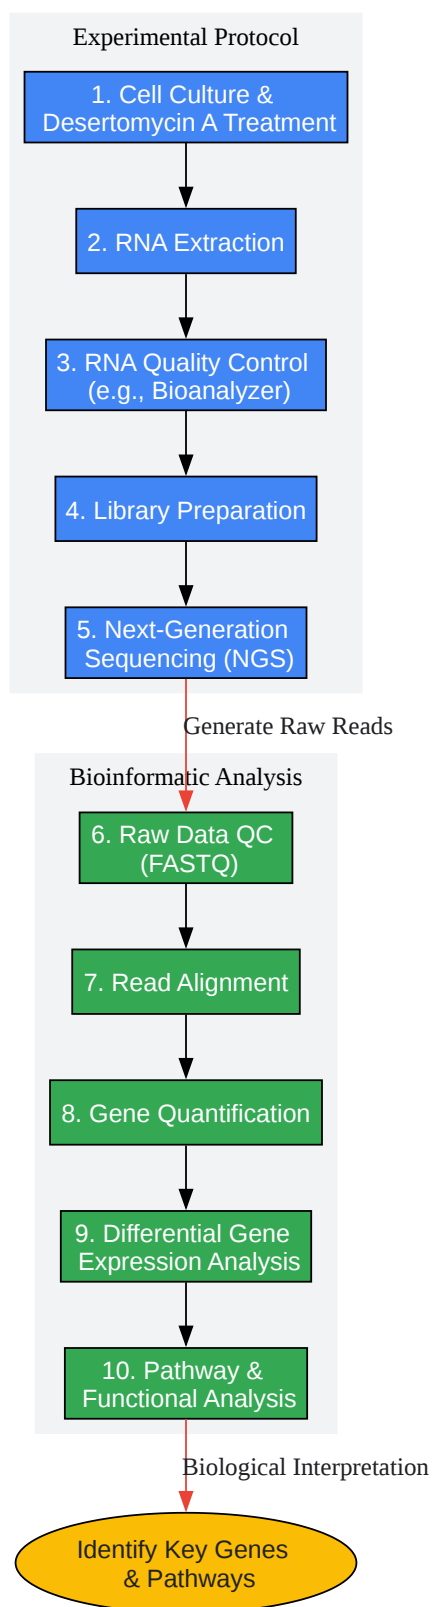 Experimental Protocol
1. Cell Culture &
Desertomycin A Treatment
2. RNA Extraction
3. RNA Quality Control
(e.g., Bioanalyzer)
4. Library Preparation
5. Next-Generation
Sequencing (NGS)
Generate Raw Reads
Bioinformatic Analysis
6. Raw Data QC
(FASTQ)
7. Read Alignment
8. Gene Quantification
9. Differential Gene
Expression Analysis
10. Pathway &
Functional Analysis
Biological Interpretation
Identify Key Genes
& Pathways